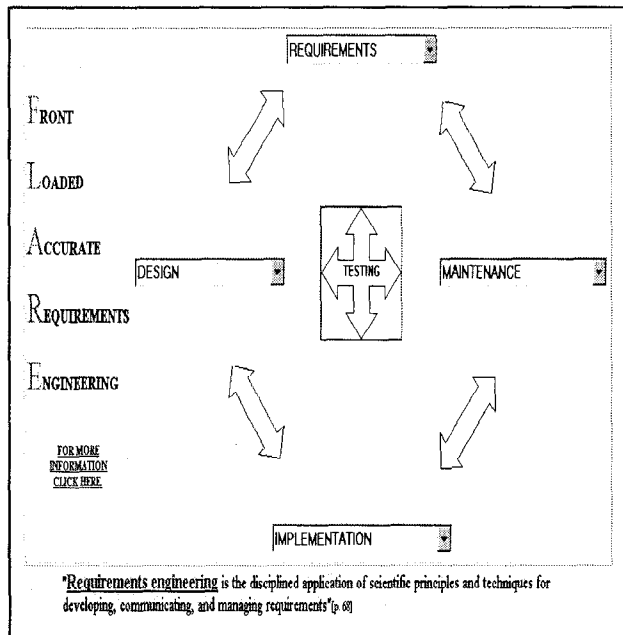 REQUIREMENTS
FRONT
LOADED
ACCURATE
REQUIREMENTS
ENGINEERING
DESIGN
TESTING
MAINTENANCE
FOR MORE
INFORMATION
CLICK HERE
IMPLEMENTATION
"Requirements engineering is the disciplined application of scientific principles and techniques for
developing, communicating, and managing requirements"(p. 68)